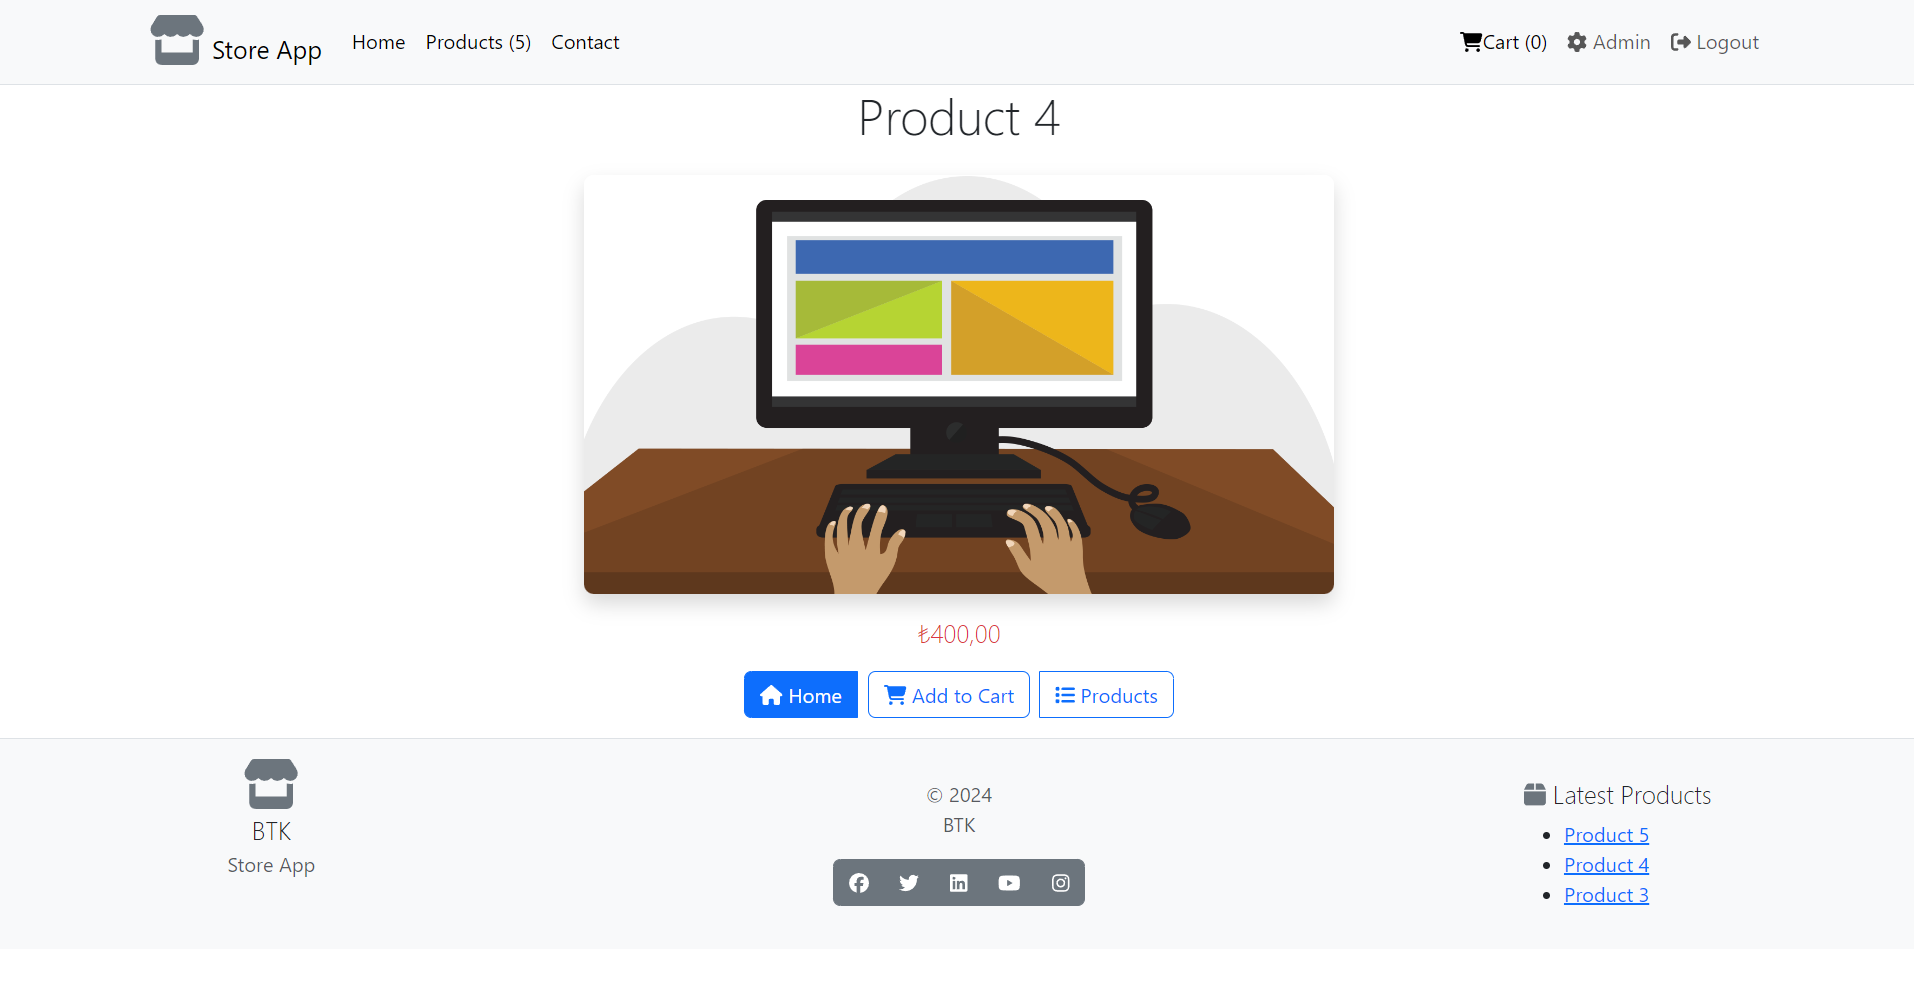 Store App Home Products (5) Contact Cart (0) Admin Logout
Product 4
₺400,00
Home Add to Cart Products
BTK
Store App
© 2024
BTK
Latest Products
Product 5
Product 4
Product 3